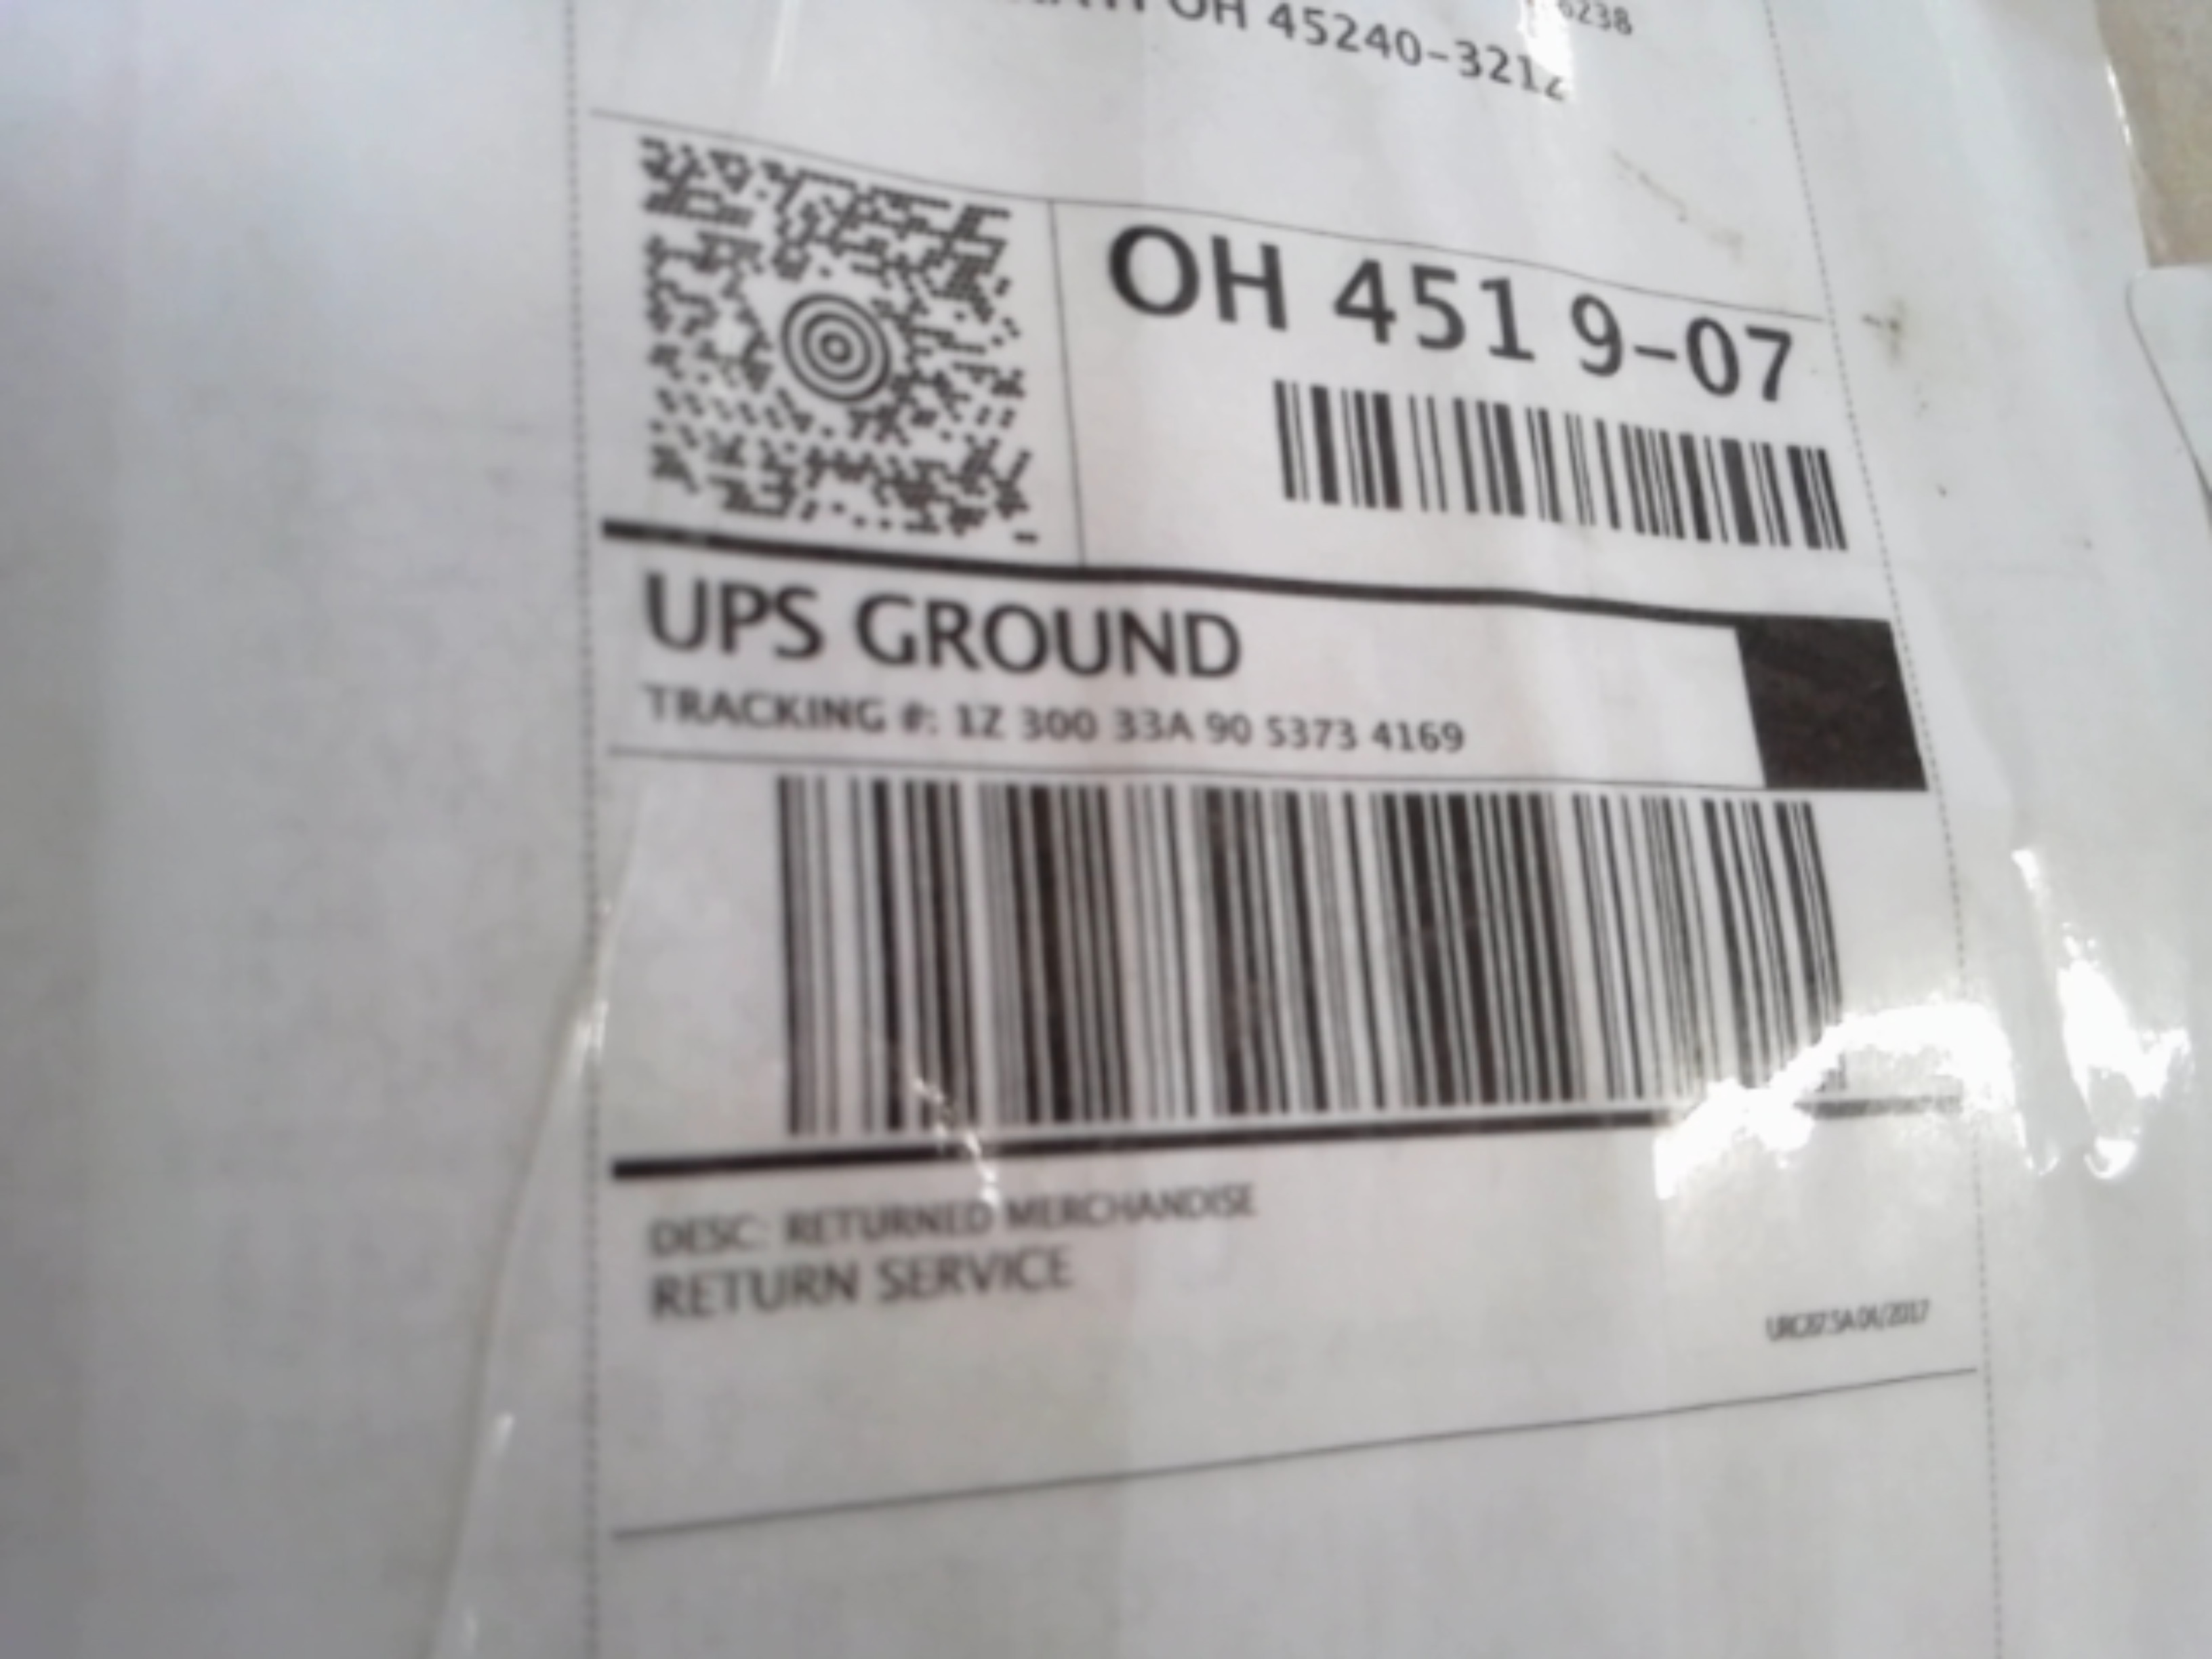 OH 45240-3212
6238
OH 451 9-07
UPS GROUND
TRACKING #: 1Z 300 33A 90 5373 4169
DESC: RETURNED MERCHANDISE
RETURN SERVICE